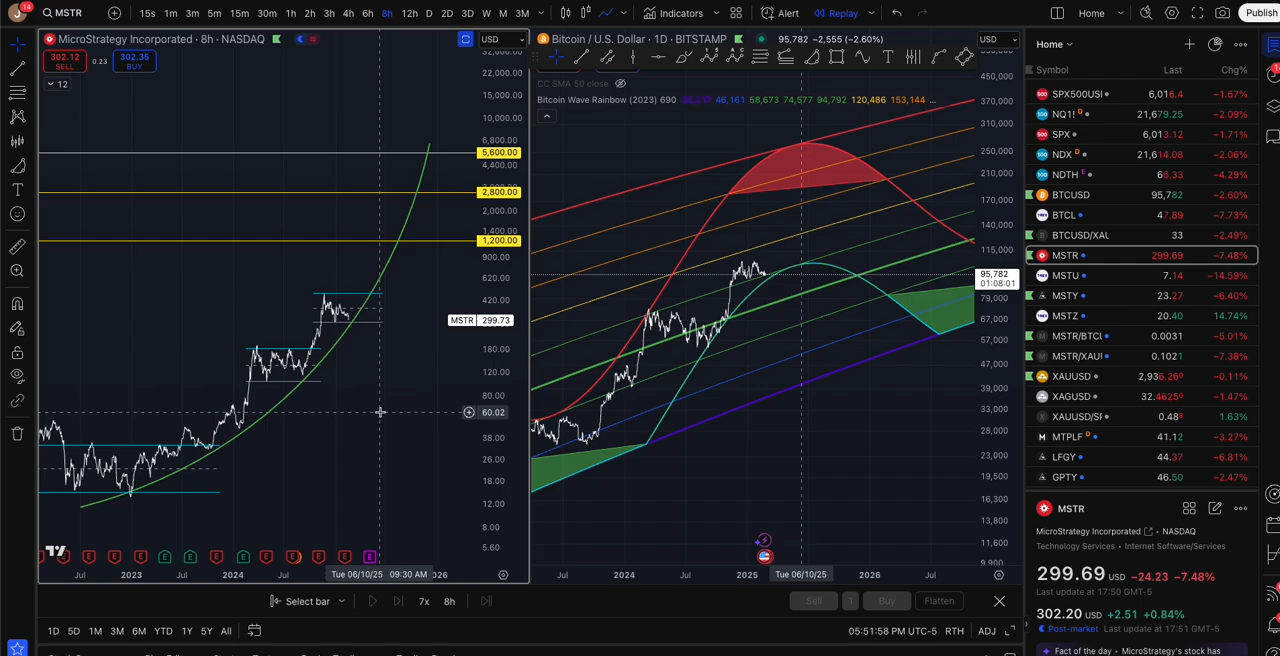 14
MSTR
15s 1m 3m 5m 15m 30m 1h 2h 3h 4h 6h 8h 12h D 2D 3D W M 3M
Indicators
Alert
Replay
Home
Publish
MicroStrategy Incorporated · 8h · NASDAQ
USD
302.12
SELL
0.23
302.35
BUY
12
22,000.00
15,000.00
10,000.00
6,800.00
5,600.00
4,400.00
2,800.00
2,000.00
1,400.00
1,200.00
900.00
620.00
420.00
MSTR 299.73
180.00
120.00
80.00
60.02
38.00
26.00
18.00
12.00
8.00
5.60
E E E E E E E E E E E E
Jul 2023 Jul 2024 Jul Tue 06/10/25 09:30 AM 2026
Bitcoin / U.S. Dollar · 1D · BITSTAMP 95,782 −2,555 (−2.60%)
USD
CC SMA 50 close
Bitcoin Wave Rainbow (2023) 690 46,161 58,673 74,577 94,792 120,486 153,144 ...
450,000
370,000
310,000
250,000
210,000
170,000
140,000
115,000
95,782
01:08:01
79,000
67,000
57,000
47,000
39,000
33,000
28,000
23,000
19,500
16,300
13,800
11,600
9,900
Jul 2024 Jul 2025 Tue 06/10/25 2026 Jul
Select bar 7x 8h
Sell 1 Buy Flatten
1D 5D 1M 3M 6M YTD 1Y 5Y All
05:51:58 PM UTC-5 RTH ADJ
Home
Symbol Last Chg%
SPX500USD 6,016.4 −1.67%
NQ1! D 21,679.25 −2.09%
SPX 6,013.12 −1.71%
NDX D 21,614.08 −2.06%
NDTH E 66.33 −4.29%
BTCUSD 95,782 −2.60%
BTCL 47.89 −7.73%
BTCUSD/XAU 33 −2.49%
MSTR 299.69 −7.48%
MSTU 7.14 −14.59%
MSTY 23.27 −6.40%
MSTZ 20.40 14.74%
MSTR/BTCU 0.0031 −5.01%
MSTR/XAUU 0.1021 −7.38%
XAUUSD 2,936.260 −0.11%
XAGUSD 32.4625 −1.47%
XAUUSD/SP 0.48 1.63%
MTPLF D 41.12 −3.27%
LFGY 44.37 −6.81%
GPTY 46.50 −2.47%
MSTR
MicroStrategy Incorporated · NASDAQ
Technology Services · Internet Software/Services
299.69 USD −24.23 −7.48%
Last update at 17:50 GMT-5
302.20 USD +2.51 +0.84%
Post-market Last update at 17:51 GMT-5
Fact of the day · MicroStrategy's stock has